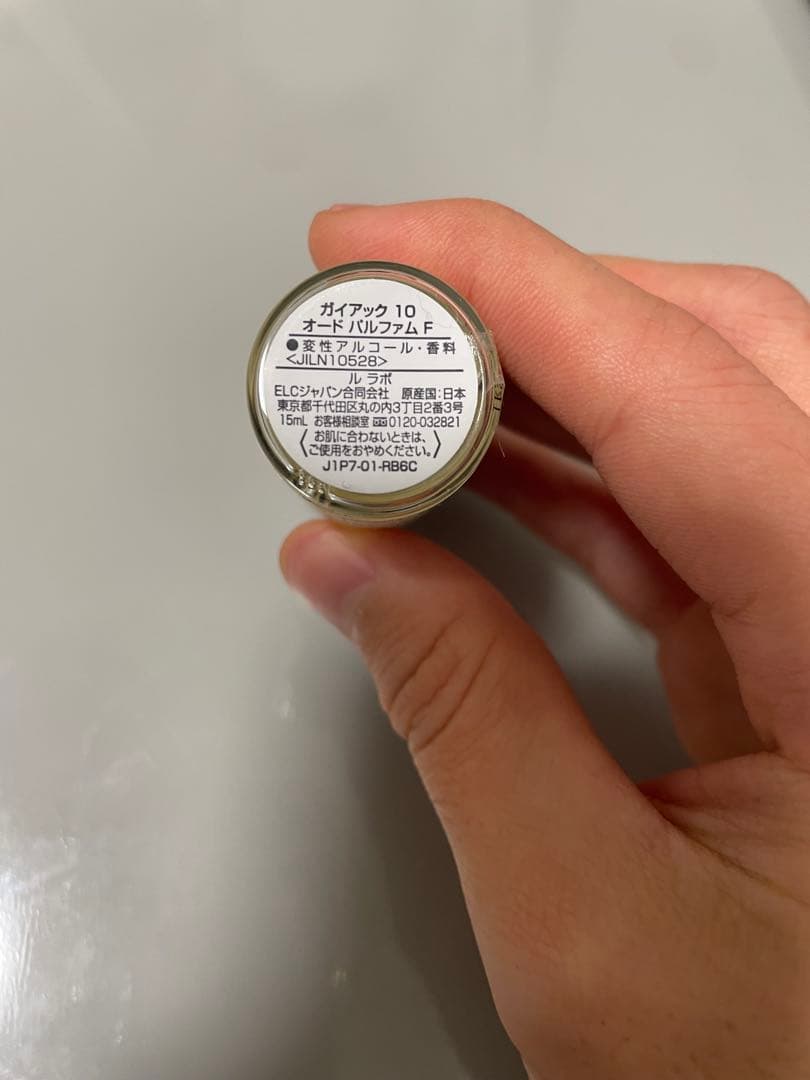 ガイアック 10
オード パルファム F
●変性アルコール・香料
<JILN10528>
ル ラボ
ELCジャパン合同会社 原産国:日本
東京都千代田区丸の内3丁目2番3号
15mL お客様相談室 0120-032821
〈お肌に合わないときは、
ご使用をおやめください。〉
J1P7-01-RB6C